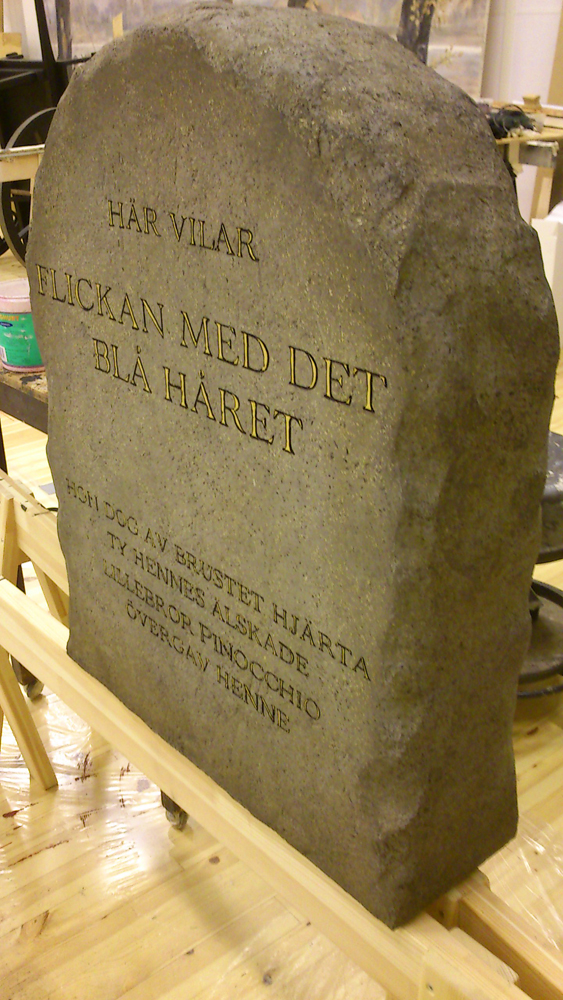 HÄR VILAR
FLICKAN MED DET
BLÅ HÅRET
HON DOG AV BRUSTET HJÄRTA
TY HENNES ÄLSKADE
LILLEBROR PINOCCHIO
ÖVERGAV HENNE